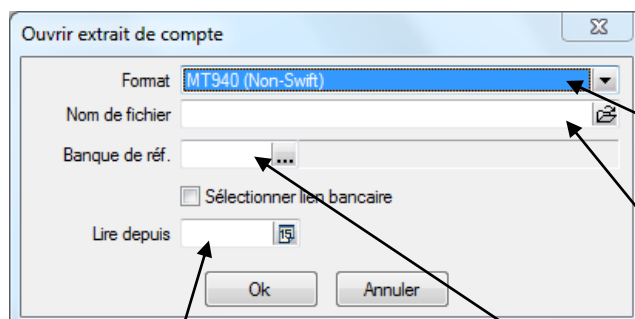 Ouvrir extrait de compte
Format MT940 (Non-Swift)
Nom de fichier
Banque de réf. ...
Sélectionner lien bancaire
Lire depuis 15
Ok Annuler